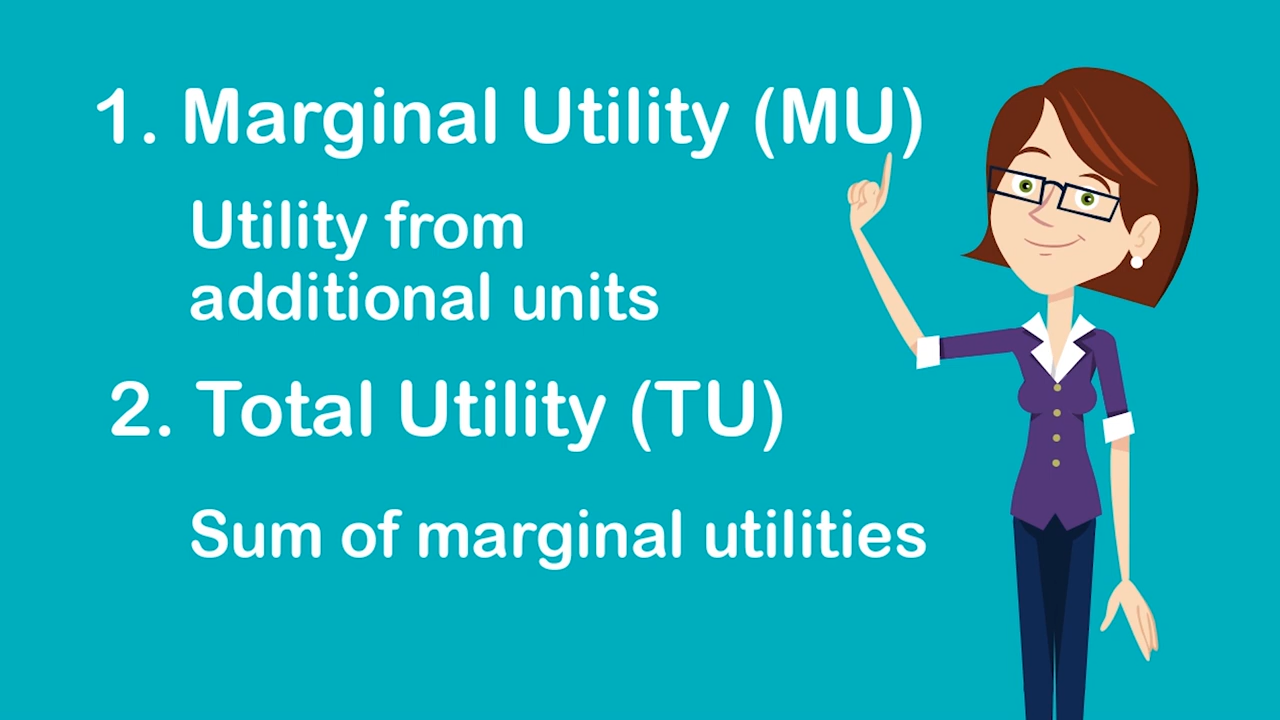 1. Marginal Utility (MU)
Utility from
additional units
2. Total Utility (TU)
Sum of marginal utilities